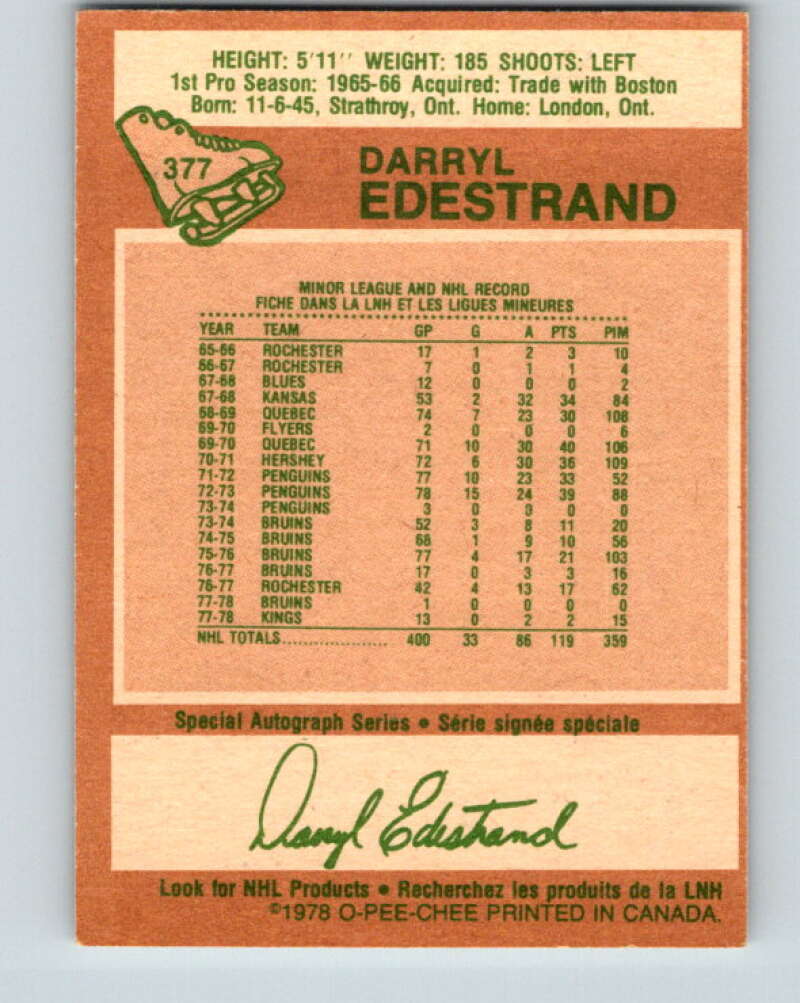 HEIGHT: 5'11'' WEIGHT: 185 SHOOTS: LEFT
1st Pro Season: 1965-66 Acquired: Trade with Boston
Born: 11-6-45, Strathroy, Ont. Home: London, Ont.
377
DARRYL
EDESTRAND
MINOR LEAGUE AND NHL RECORD
FICHE DANS LA LNH ET LES LIGUES MINEURES
YEAR TEAM GP G A PTS PIM
65-66 ROCHESTER 17 1 2 3 10
66-67 ROCHESTER 7 0 1 1 4
67-68 BLUES 12 0 0 0 2
67-68 KANSAS 53 2 32 34 84
68-69 QUEBEC 74 7 23 30 108
69-70 FLYERS 2 0 0 0 6
69-70 QUEBEC 71 10 30 40 106
70-71 HERSHEY 72 6 30 36 109
71-72 PENGUINS 77 10 23 33 52
72-73 PENGUINS 78 15 24 39 88
73-74 PENGUINS 3 0 0 0 0
73-74 BRUINS 52 3 8 11 20
74-75 BRUINS 68 1 9 10 56
75-76 BRUINS 77 4 17 21 103
76-77 BRUINS 17 0 3 3 16
76-77 ROCHESTER 42 4 13 17 62
77-78 BRUINS 1 0 0 0 0
77-78 KINGS 13 0 2 2 15
NHL TOTALS.................... 400 33 86 119 359
Special Autograph Series • Série signée spéciale
Darryl Edestrand
Look for NHL Products • Recherchez les produits de la LNH
©1978 O-PEE-CHEE PRINTED IN CANADA.